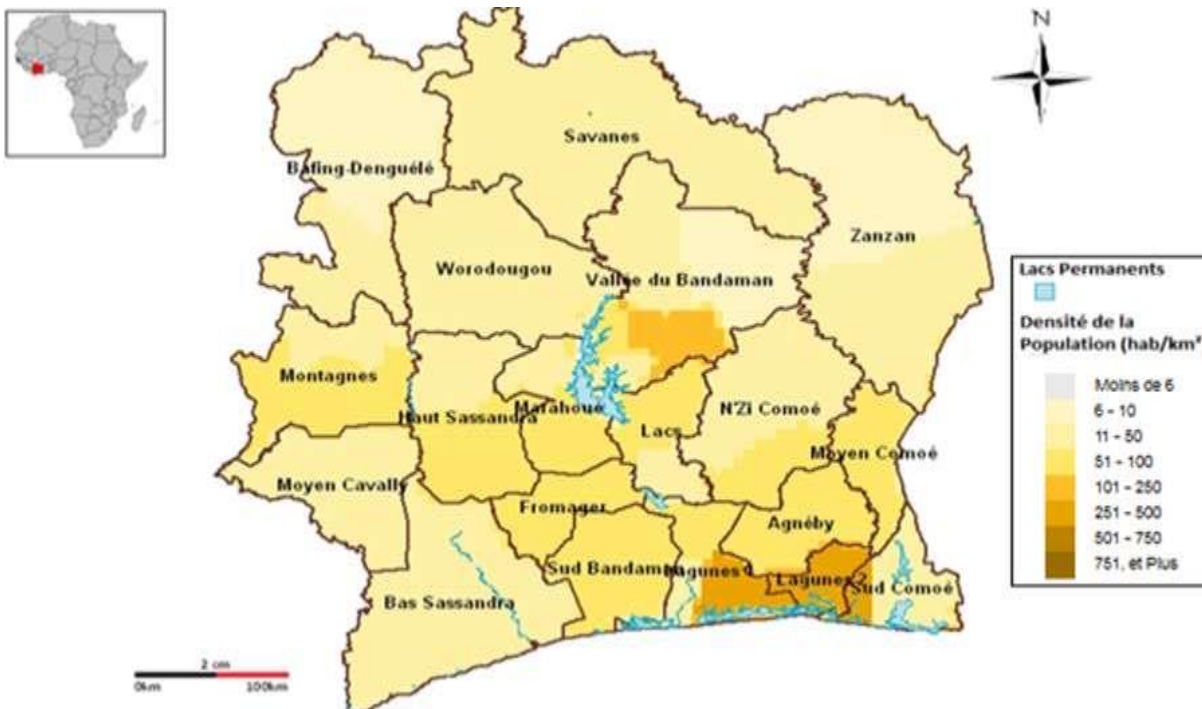 N
Savanes
Bafing-Denguélé
Zanzan
Worodougou
Vallée du Bandaman
Montagnes
Haut Sassandra
Marahoué
Lacs
N'Zi Comoé
Moyen Comoé
Moyen Cavally
Fromager
Agnéby
Sud Bandaman
Lagunes 1
Lagunes 2
Sud Comoé
Bas Sassandra
Lacs Permanents
Densité de la
Population (hab/km²
Moins de 6
6 - 10
11 - 50
51 - 100
101 - 250
251 - 500
501 - 750
751, et Plus
2 cm
0km 100km